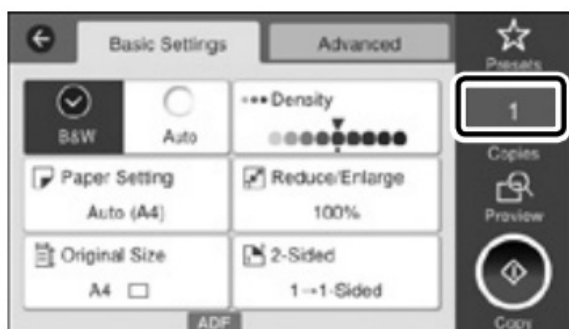 Basic Settings
Advanced
Presets
B&W
Auto
Density
1
Copies
Paper Setting
Auto (A4)
Reduce/Enlarge
100%
Preview
Original Size
A4
2-Sided
1→1-Sided
ADF
Copy